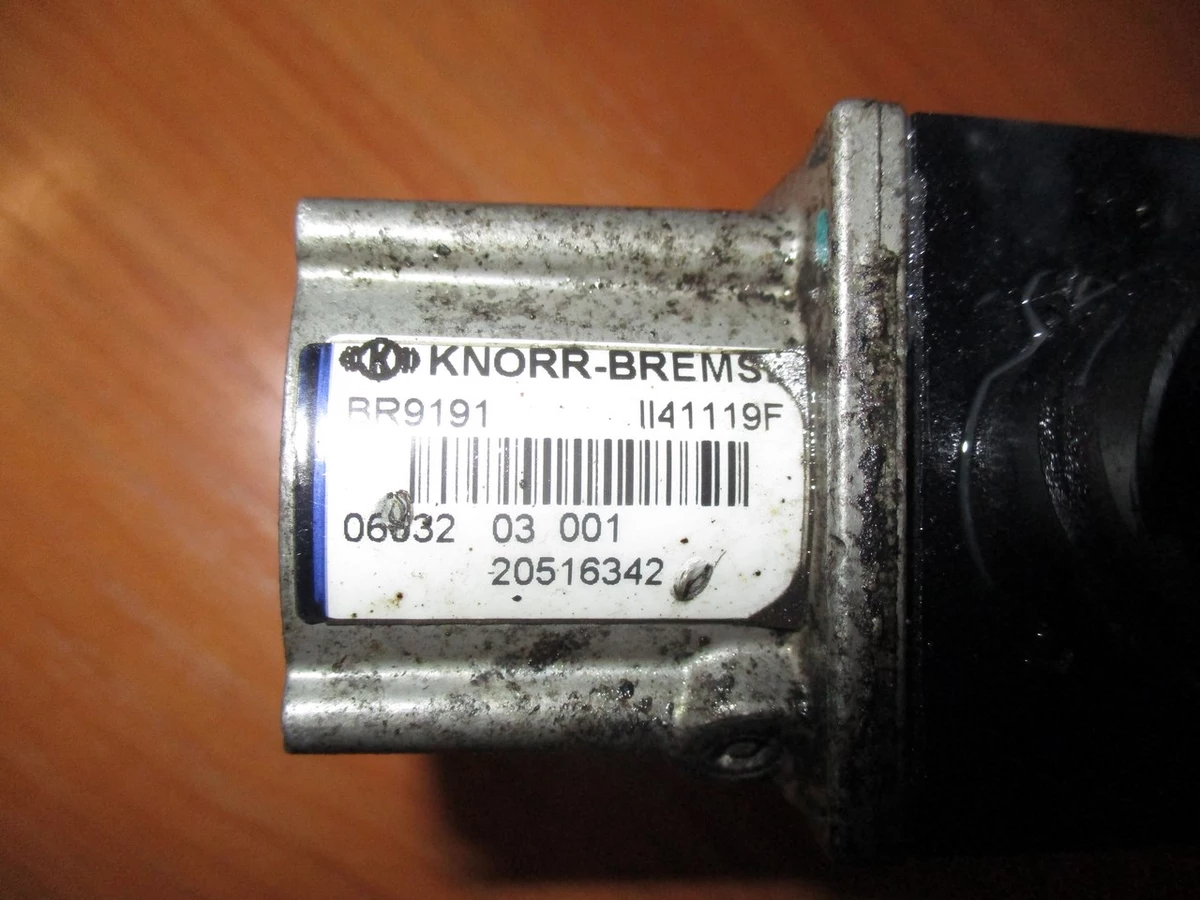 K KNORR-BREMS
BR9191 II41119F
06032 03 001
20516342